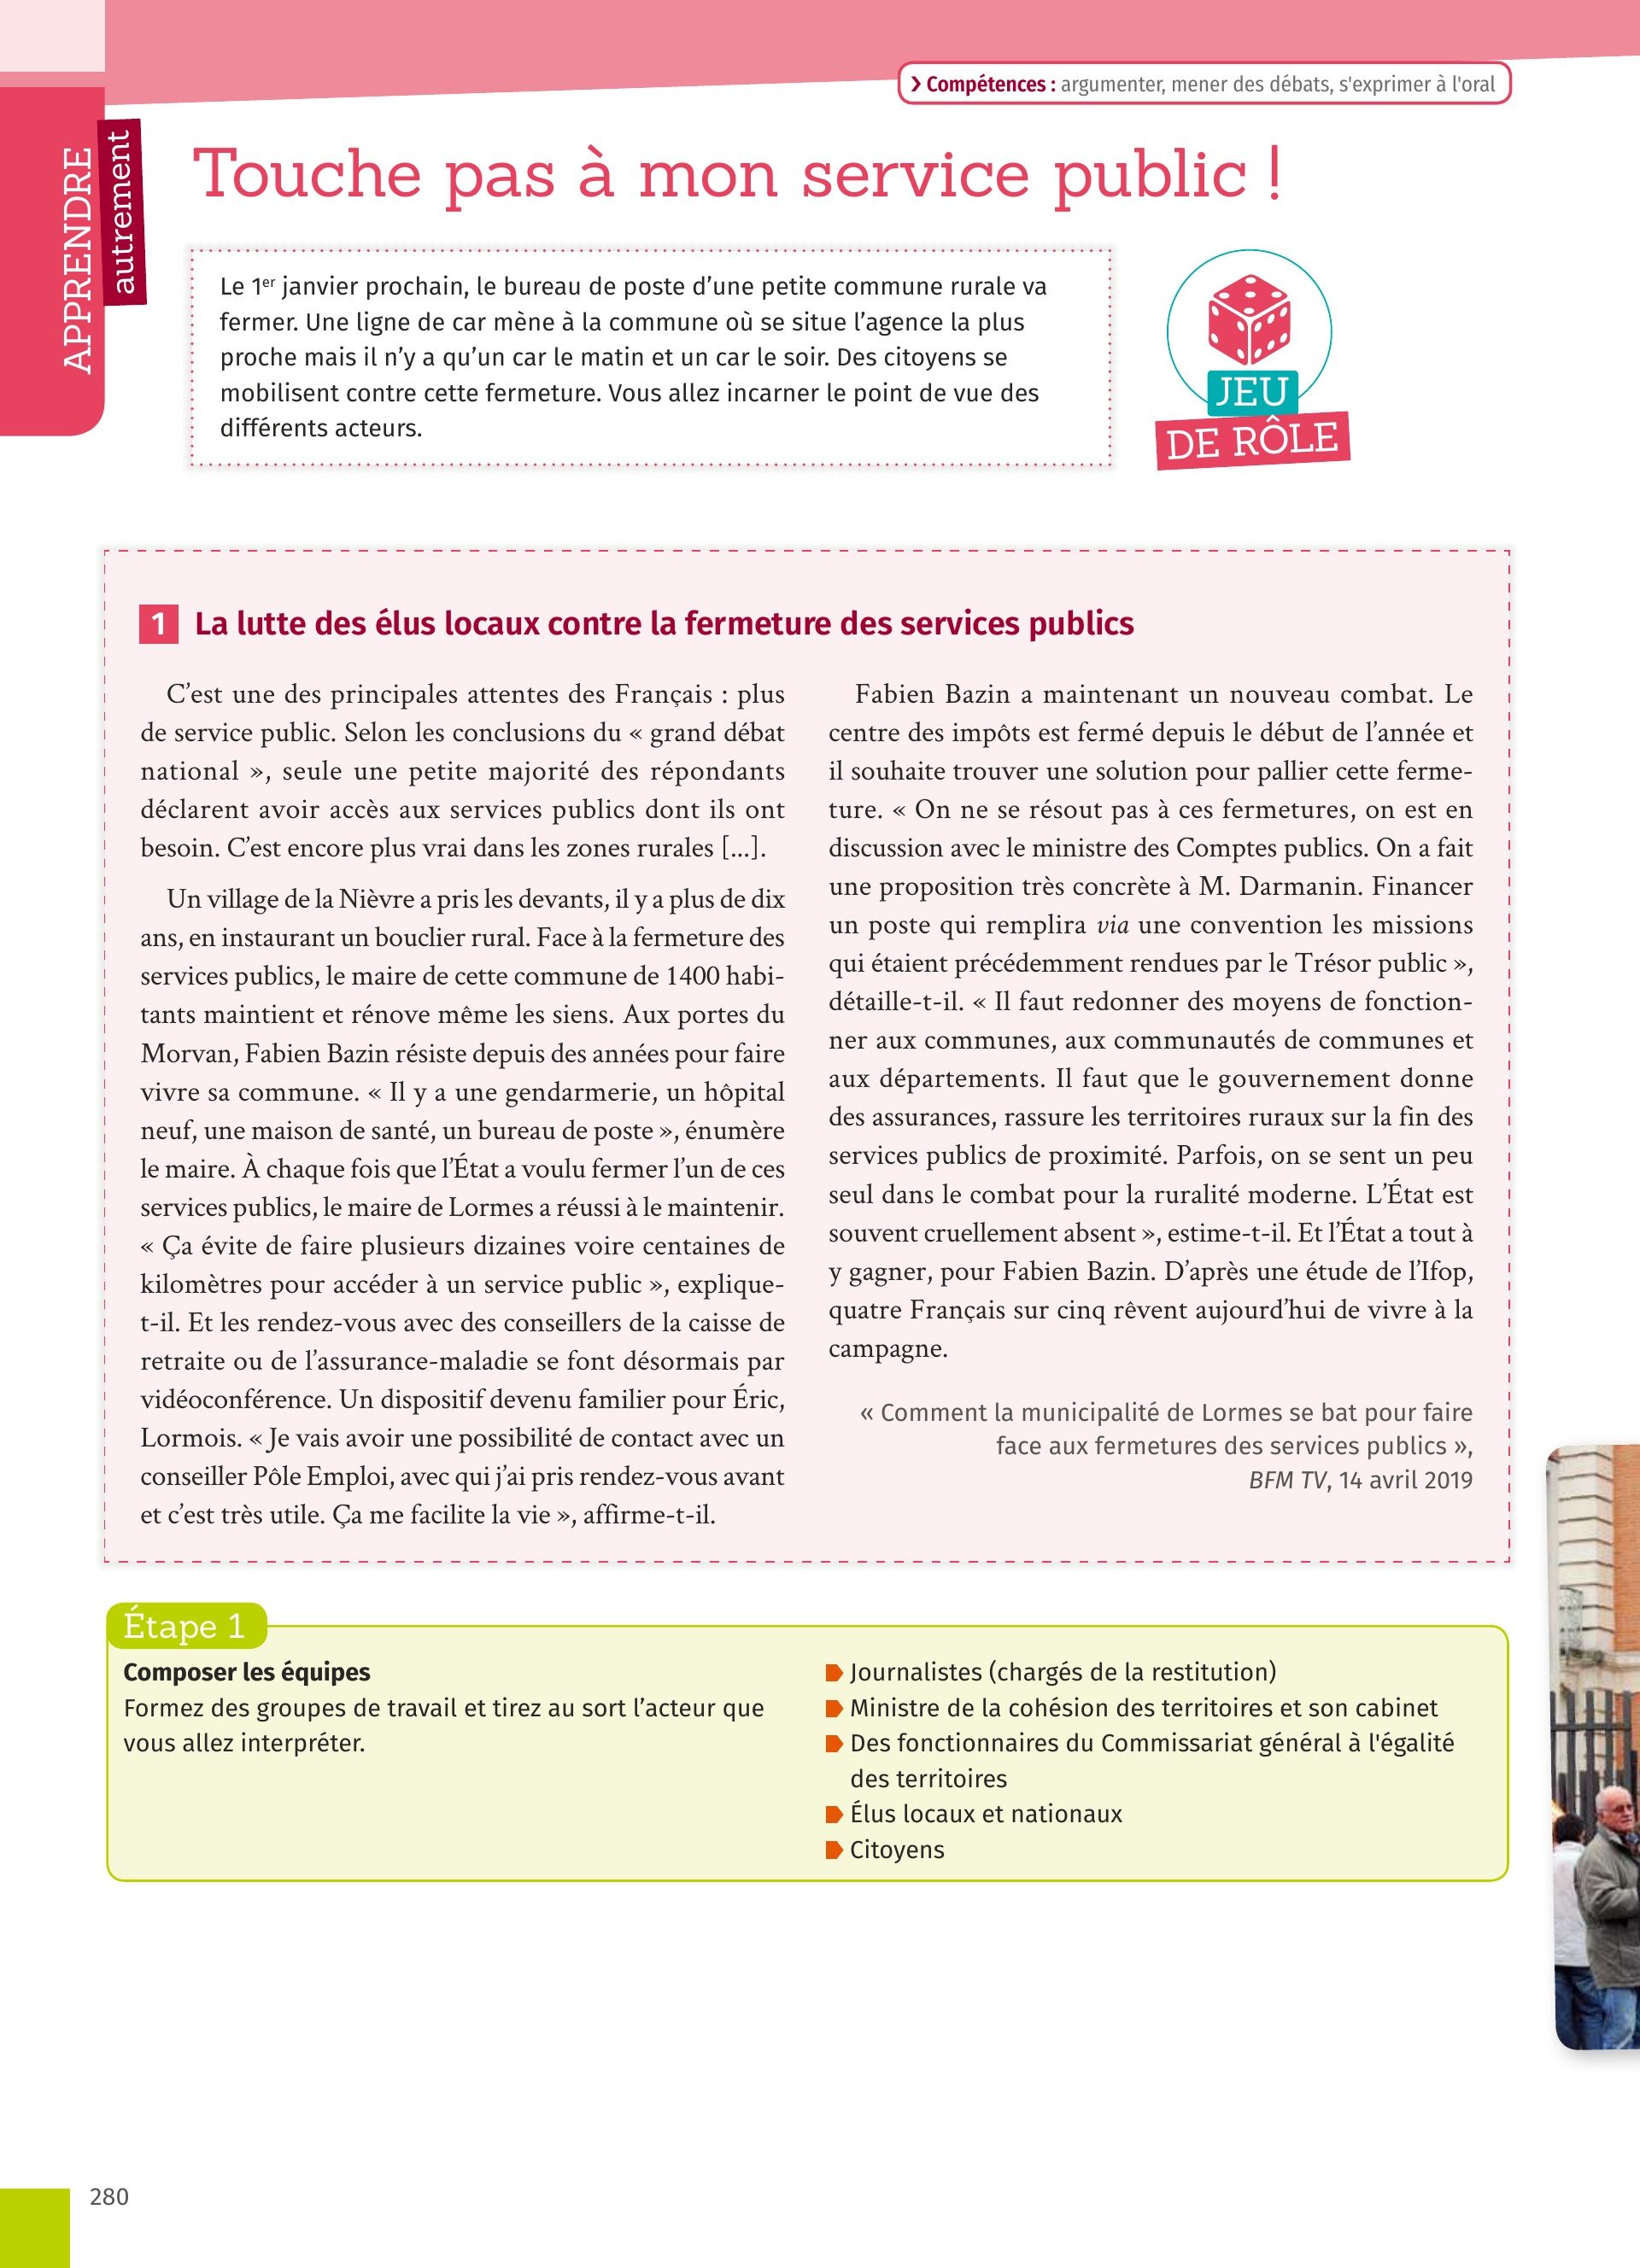 ❯ Compétences : argumenter, mener des débats, s'exprimer à l'oral
APPRENDRE
autrement
Touche pas à mon service public !
Le 1er janvier prochain, le bureau de poste d’une petite commune rurale va
fermer. Une ligne de car mène à la commune où se situe l’agence la plus
proche mais il n’y a qu’un car le matin et un car le soir. Des citoyens se
mobilisent contre cette fermeture. Vous allez incarner le point de vue des
différents acteurs.
JEU
DE RÔLE
1 La lutte des élus locaux contre la fermeture des services publics
C’est une des principales attentes des Français : plus
de service public. Selon les conclusions du « grand débat
national », seule une petite majorité des répondants
déclarent avoir accès aux services publics dont ils ont
besoin. C’est encore plus vrai dans les zones rurales [...].
Un village de la Nièvre a pris les devants, il y a plus de dix
ans, en instaurant un bouclier rural. Face à la fermeture des
services publics, le maire de cette commune de 1400 habi-
tants maintient et rénove même les siens. Aux portes du
Morvan, Fabien Bazin résiste depuis des années pour faire
vivre sa commune. « Il y a une gendarmerie, un hôpital
neuf, une maison de santé, un bureau de poste », énumère
le maire. À chaque fois que l’État a voulu fermer l’un de ces
services publics, le maire de Lormes a réussi à le maintenir.
« Ça évite de faire plusieurs dizaines voire centaines de
kilomètres pour accéder à un service public », explique-
t-il. Et les rendez-vous avec des conseillers de la caisse de
retraite ou de l’assurance-maladie se font désormais par
vidéoconférence. Un dispositif devenu familier pour Éric,
Lormois. « Je vais avoir une possibilité de contact avec un
conseiller Pôle Emploi, avec qui j’ai pris rendez-vous avant
et c’est très utile. Ça me facilite la vie », affirme-t-il.
Fabien Bazin a maintenant un nouveau combat. Le
centre des impôts est fermé depuis le début de l’année et
il souhaite trouver une solution pour pallier cette ferme-
ture. « On ne se résout pas à ces fermetures, on est en
discussion avec le ministre des Comptes publics. On a fait
une proposition très concrète à M. Darmanin. Financer
un poste qui remplira via une convention les missions
qui étaient précédemment rendues par le Trésor public »,
détaille-t-il. « Il faut redonner des moyens de fonction-
ner aux communes, aux communautés de communes et
aux départements. Il faut que le gouvernement donne
des assurances, rassure les territoires ruraux sur la fin des
services publics de proximité. Parfois, on se sent un peu
seul dans le combat pour la ruralité moderne. L’État est
souvent cruellement absent », estime-t-il. Et l’État a tout à
y gagner, pour Fabien Bazin. D’après une étude de l’Ifop,
quatre Français sur cinq rêvent aujourd’hui de vivre à la
campagne.
« Comment la municipalité de Lormes se bat pour faire
face aux fermetures des services publics »,
BFM TV, 14 avril 2019
Étape 1
Composer les équipes
Formez des groupes de travail et tirez au sort l’acteur que
vous allez interpréter.
Journalistes (chargés de la restitution)
Ministre de la cohésion des territoires et son cabinet
Des fonctionnaires du Commissariat général à l'égalité
des territoires
Élus locaux et nationaux
Citoyens
280